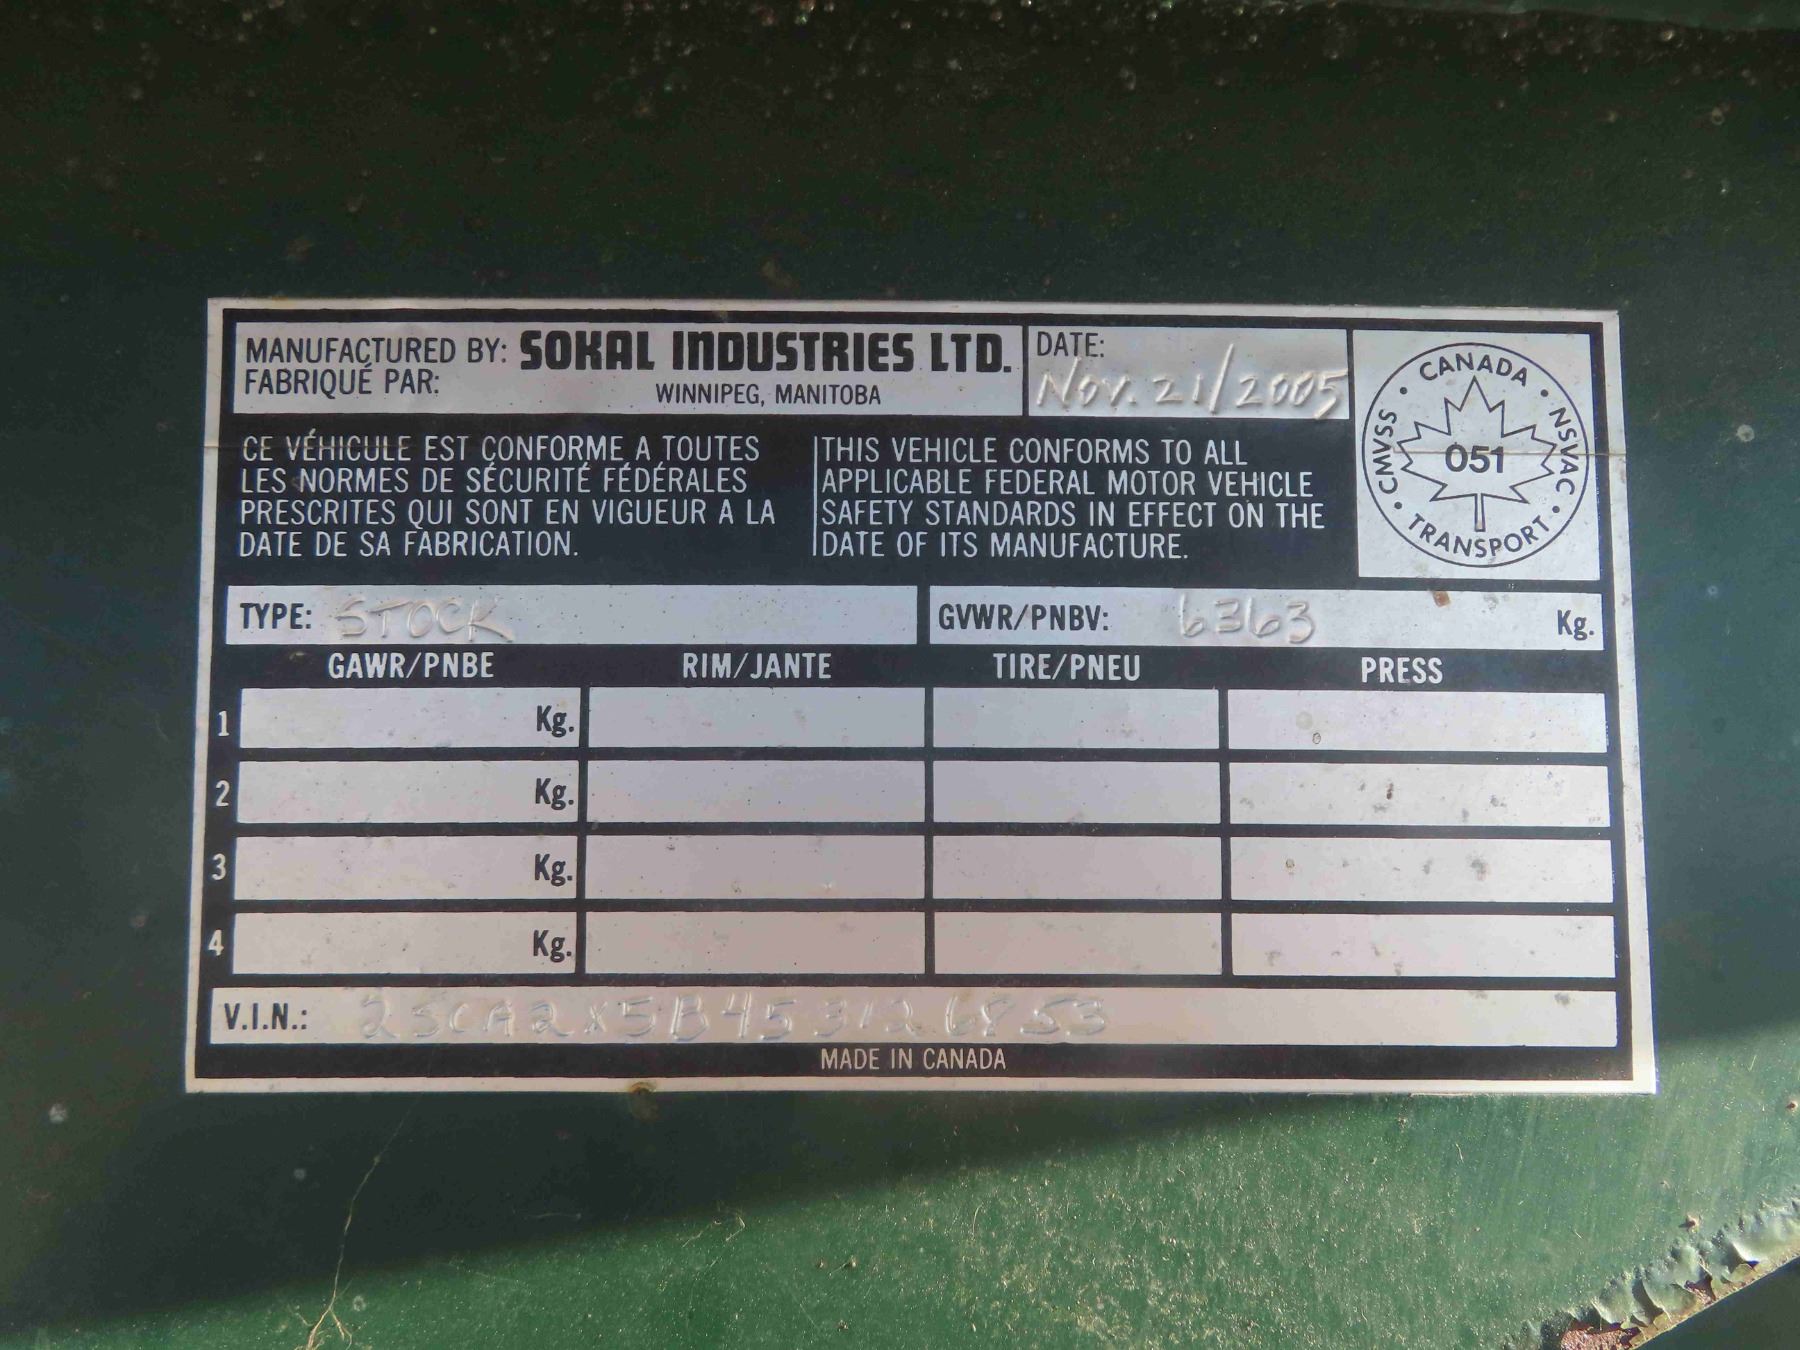 MANUFACTURED BY: SOKAL INDUSTRIES LTD.
FABRIQUÉ PAR: WINNIPEG, MANITOBA
DATE:
Nov. 21/2005
CANADA
NSVAC
TRANSPORT
CMVSS
051
CE VÉHICULE EST CONFORME A TOUTES
LES NORMES DE SÉCURITÉ FÉDÉRALES
PRESCRITES QUI SONT EN VIGUEUR A LA
DATE DE SA FABRICATION.
THIS VEHICLE CONFORMS TO ALL
APPLICABLE FEDERAL MOTOR VEHICLE
SAFETY STANDARDS IN EFFECT ON THE
DATE OF ITS MANUFACTURE.
TYPE: STOCK
GVWR/PNBV: 6363 Kg.
GAWR/PNBE RIM/JANTE TIRE/PNEU PRESS
1 Kg.
2 Kg.
3 Kg.
4 Kg.
V.I.N.: 2SCA2X5B453126853
MADE IN CANADA